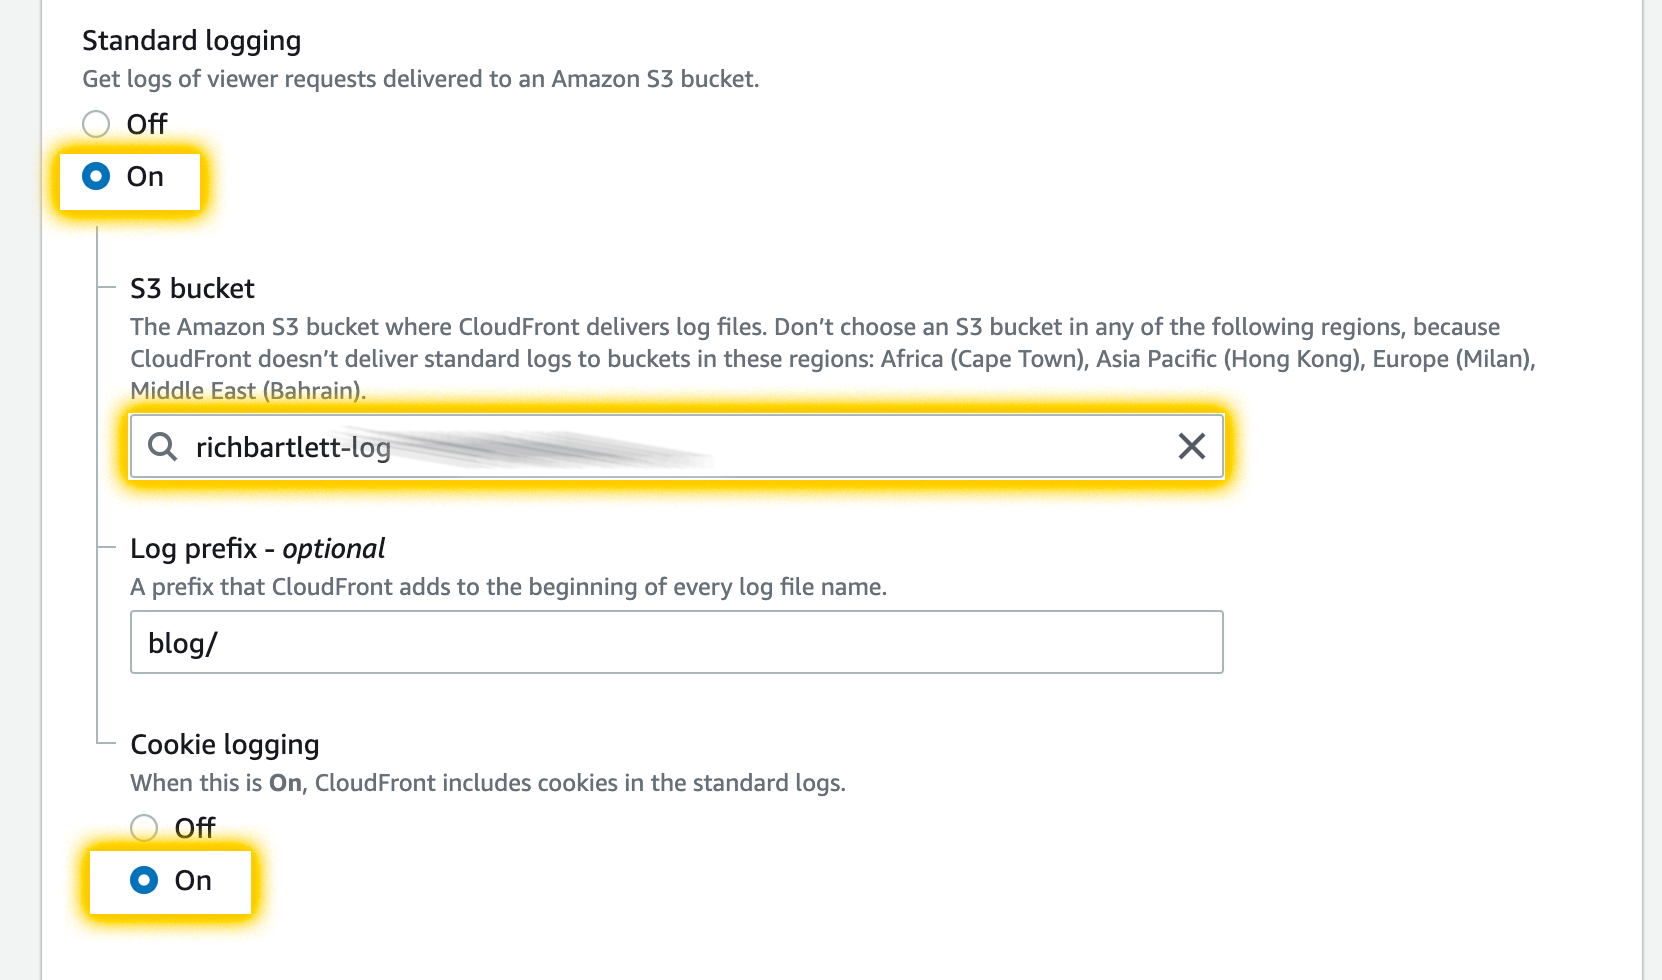 Standard logging
Get logs of viewer requests delivered to an Amazon S3 bucket.
Off
On
S3 bucket
The Amazon S3 bucket where CloudFront delivers log files. Don’t choose an S3 bucket in any of the following regions, because
CloudFront doesn’t deliver standard logs to buckets in these regions: Africa (Cape Town), Asia Pacific (Hong Kong), Europe (Milan),
Middle East (Bahrain).
richbartlett-log
Log prefix - optional
A prefix that CloudFront adds to the beginning of every log file name.
blog/
Cookie logging
When this is On, CloudFront includes cookies in the standard logs.
Off
On